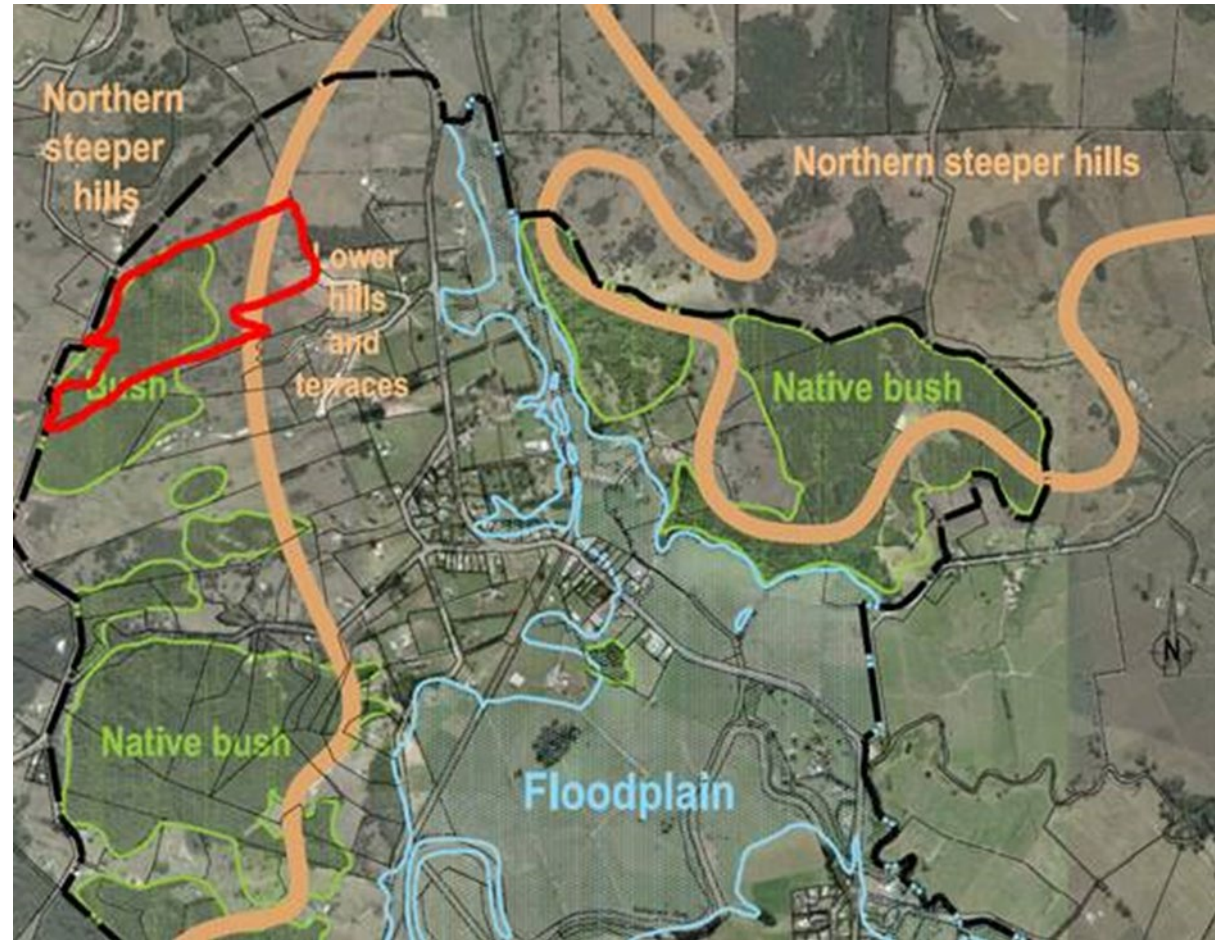 Northern
steeper
hills
Northern steeper hills
Lower
hills
and
terraces
Bush
Native bush
N
Native bush
Floodplain